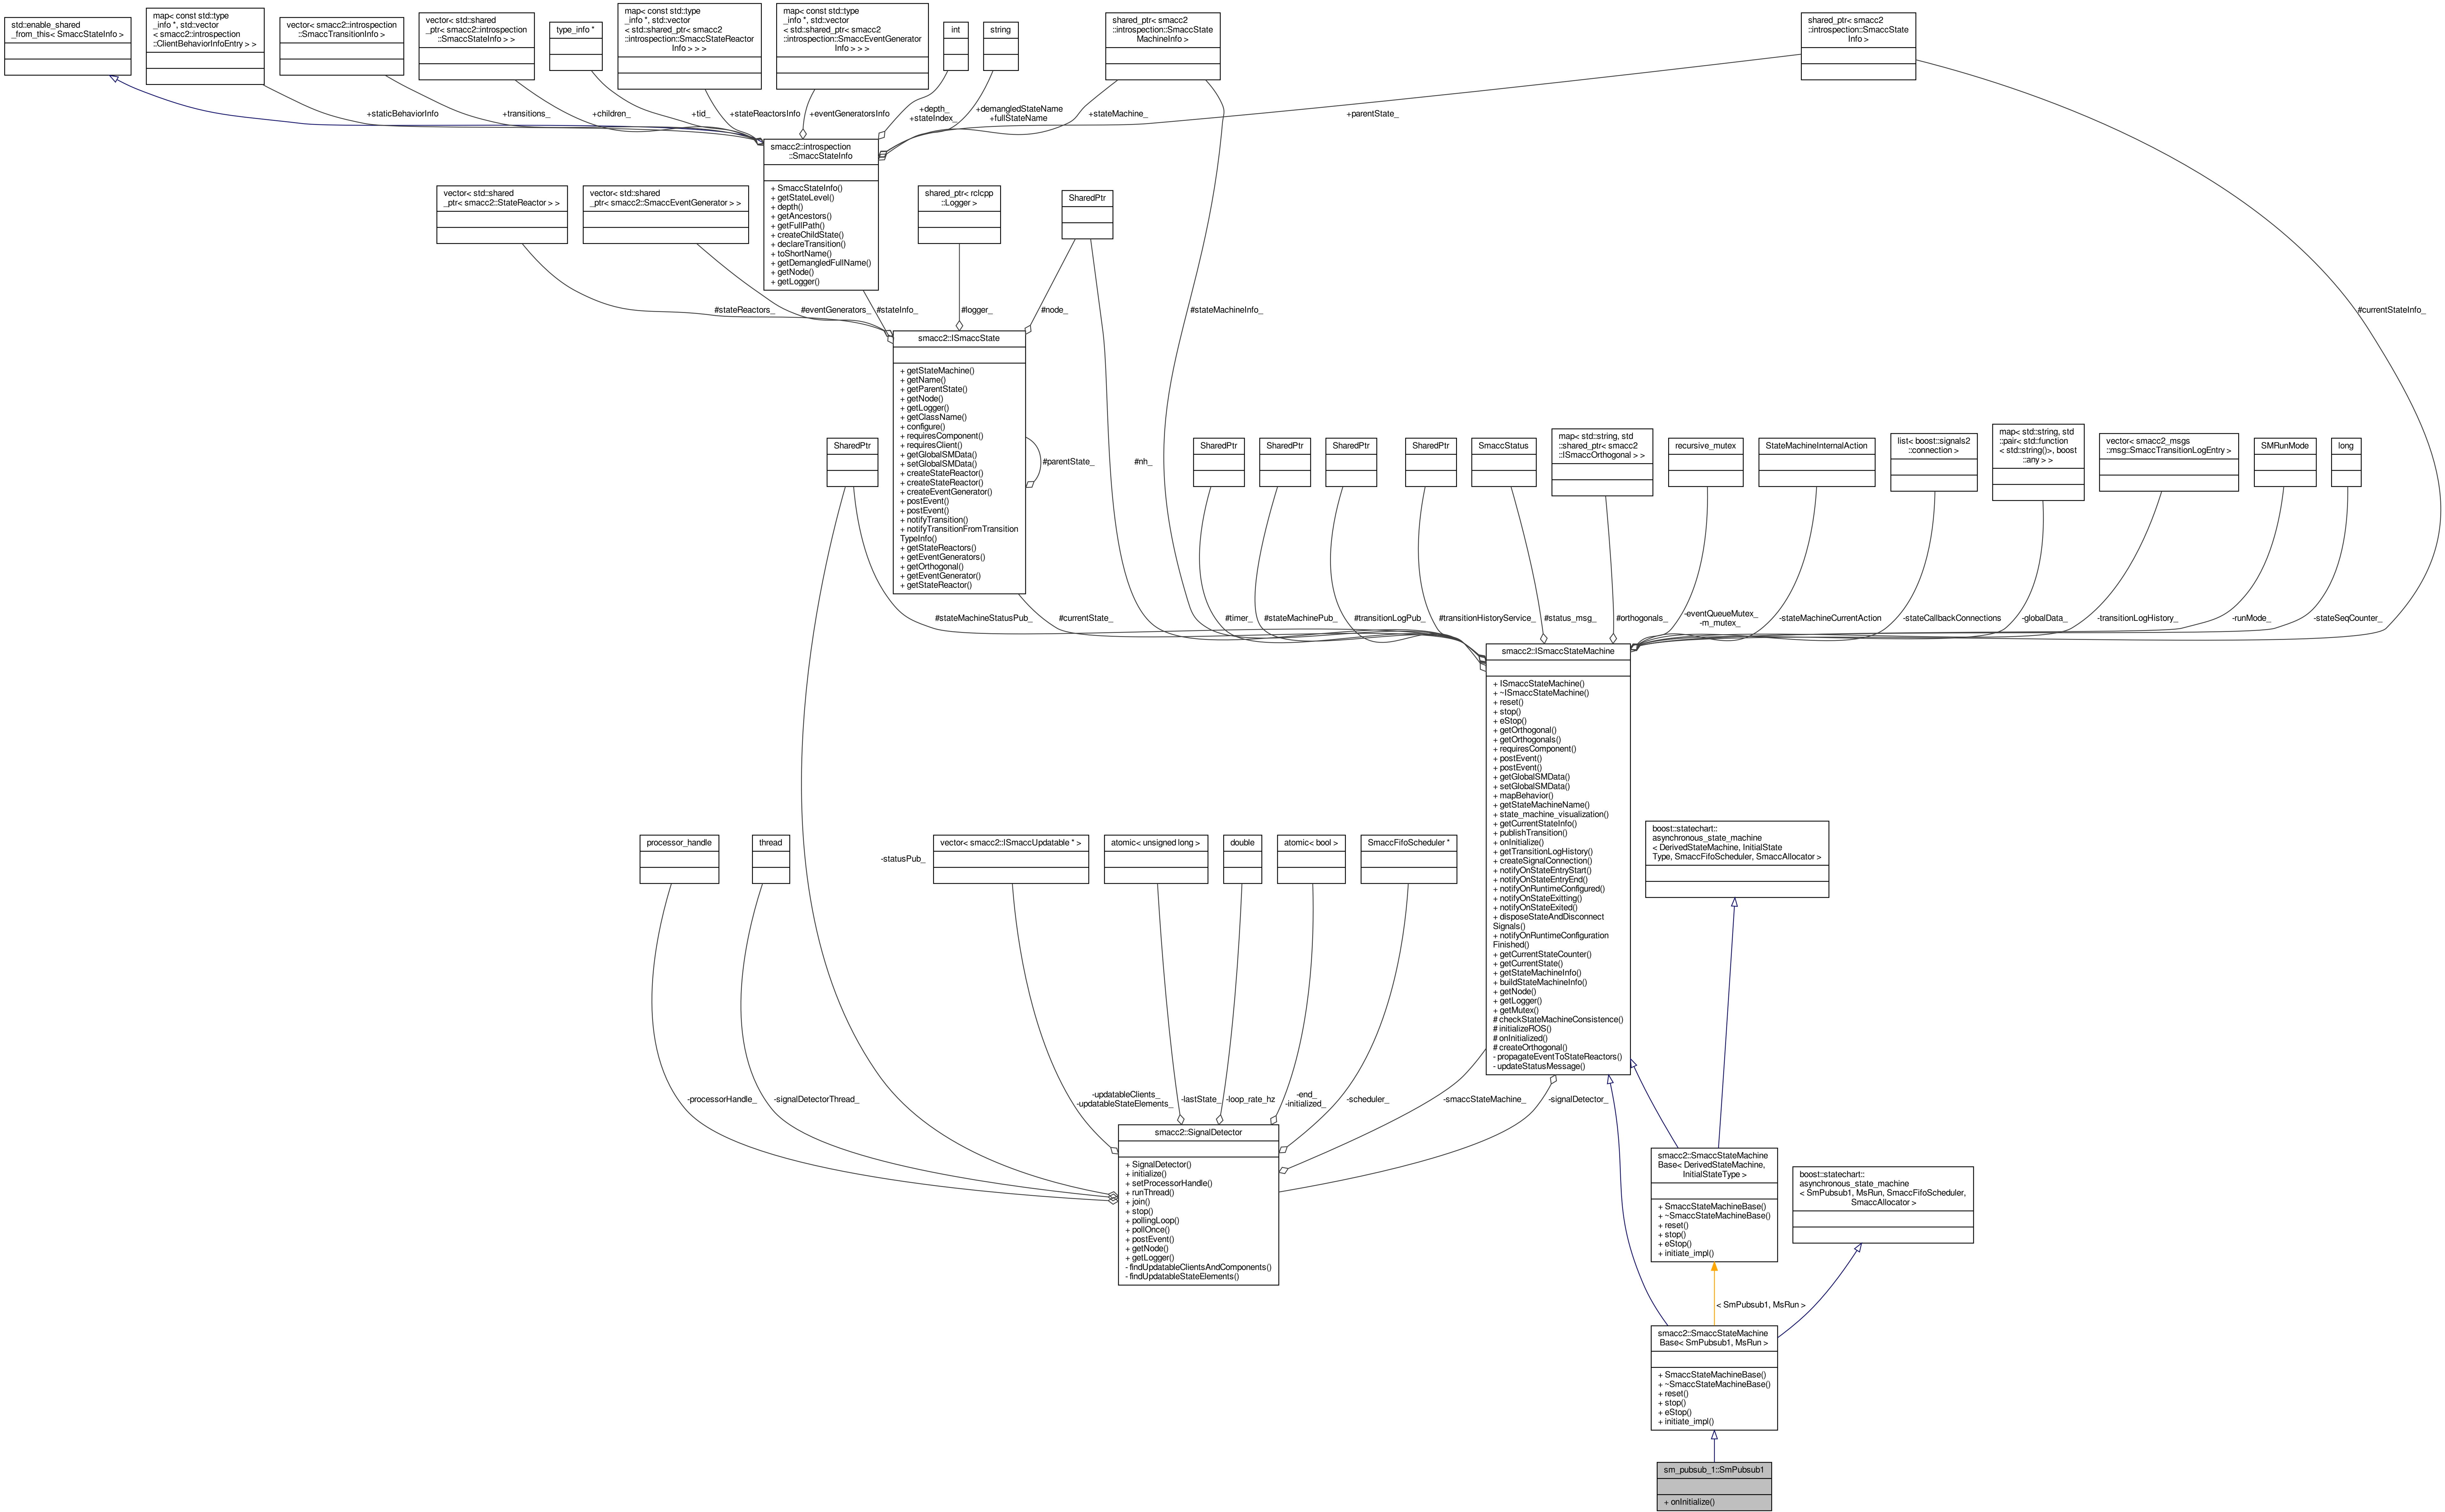 std::enable_shared
_from_this< SmaccStateInfo >
map< const std::type
_info *, std::vector
< smacc2::introspection
::ClientBehaviorInfoEntry > >
vector< smacc2::introspection
::SmaccTransitionInfo >
vector< std::shared
_ptr< smacc2::introspection
::SmaccStateInfo > >
type_info *
map< const std::type
_info *, std::vector
< std::shared_ptr< smacc2
::introspection::SmaccStateReactor
Info > > >
map< const std::type
_info *, std::vector
< std::shared_ptr< smacc2
::introspection::SmaccEventGenerator
Info > > >
int
string
shared_ptr< smacc2
::introspection::SmaccState
MachineInfo >
shared_ptr< smacc2
::introspection::SmaccState
Info >
+staticBehaviorInfo
+transitions_
+children_
+tid_
+stateReactorsInfo
+eventGeneratorsInfo
+depth_
+stateIndex_
+demangledStateName
+fullStateName
+stateMachine_
+parentState_
smacc2::introspection
::SmaccStateInfo
+ SmaccStateInfo()
+ getStateLevel()
+ depth()
+ getAncestors()
+ getFullPath()
+ createChildState()
+ declareTransition()
+ toShortName()
+ getDemangledFullName()
+ getNode()
+ getLogger()
vector< std::shared
_ptr< smacc2::StateReactor > >
vector< std::shared
_ptr< smacc2::SmaccEventGenerator > >
shared_ptr< rclcpp
::Logger >
SharedPtr
#stateReactors_
#eventGenerators_
#stateInfo_
#logger_
#node_
#stateMachineInfo_
#currentStateInfo_
smacc2::ISmaccState
+ getStateMachine()
+ getName()
+ getParentState()
+ getNode()
+ getLogger()
+ getClassName()
+ configure()
+ requiresComponent()
+ requiresClient()
+ getGlobalSMData()
+ setGlobalSMData()
+ createStateReactor()
+ createStateReactor()
+ createEventGenerator()
+ postEvent()
+ postEvent()
+ notifyTransition()
+ notifyTransitionFromTransition
TypeInfo()
+ getStateReactors()
+ getEventGenerators()
+ getOrthogonal()
+ getEventGenerator()
+ getStateReactor()
#parentState_
#nh_
SharedPtr
SharedPtr
SharedPtr
SharedPtr
SharedPtr
SmaccStatus
map< std::string, std
::shared_ptr< smacc2
::ISmaccOrthogonal > >
recursive_mutex
StateMachineInternalAction
list< boost::signals2
::connection >
map< std::string, std
::pair< std::function
< std::string()>, boost
::any > >
vector< smacc2_msgs
::msg::SmaccTransitionLogEntry >
SMRunMode
long
#stateMachineStatusPub_
#currentState_
#timer_
#stateMachinePub_
#transitionLogPub_
#transitionHistoryService_
#status_msg_
#orthogonals_
-eventQueueMutex_
-m_mutex_
-stateMachineCurrentAction
-stateCallbackConnections
-globalData_
-transitionLogHistory_
-runMode_
-stateSeqCounter_
smacc2::ISmaccStateMachine
+ ISmaccStateMachine()
+ ~ISmaccStateMachine()
+ reset()
+ stop()
+ eStop()
+ getOrthogonal()
+ getOrthogonals()
+ requiresComponent()
+ postEvent()
+ postEvent()
+ getGlobalSMData()
+ setGlobalSMData()
+ mapBehavior()
+ getStateMachineName()
+ state_machine_visualization()
+ getCurrentStateInfo()
+ publishTransition()
+ onInitialize()
+ getTransitionLogHistory()
+ createSignalConnection()
+ notifyOnStateEntryStart()
+ notifyOnStateEntryEnd()
+ notifyOnRuntimeConfigured()
+ notifyOnStateExitting()
+ notifyOnStateExited()
+ disposeStateAndDisconnect
Signals()
+ notifyOnRuntimeConfiguration
Finished()
+ getCurrentStateCounter()
+ getCurrentState()
+ getStateMachineInfo()
+ buildStateMachineInfo()
+ getNode()
+ getLogger()
+ getMutex()
# checkStateMachineConsistence()
# initializeROS()
# onInitialized()
# createOrthogonal()
- propagateEventToStateReactors()
- updateStatusMessage()
processor_handle
thread
-statusPub_
vector< smacc2::ISmaccUpdatable * >
atomic< unsigned long >
double
atomic< bool >
SmaccFifoScheduler *
boost::statechart::
asynchronous_state_machine
< DerivedStateMachine, InitialState
Type, SmaccFifoScheduler, SmaccAllocator >
-processorHandle_
-signalDetectorThread_
-updatableClients_
-updatableStateElements_
-lastState_
-loop_rate_hz
-end_
-initialized_
-scheduler_
-smaccStateMachine_
-signalDetector_
smacc2::SignalDetector
+ SignalDetector()
+ initialize()
+ setProcessorHandle()
+ runThread()
+ join()
+ stop()
+ pollingLoop()
+ pollOnce()
+ postEvent()
+ getNode()
+ getLogger()
- findUpdatableClientsAndComponents()
- findUpdatableStateElements()
smacc2::SmaccStateMachine
Base< DerivedStateMachine,
InitialStateType >
+ SmaccStateMachineBase()
+ ~SmaccStateMachineBase()
+ reset()
+ stop()
+ eStop()
+ initiate_impl()
boost::statechart::
asynchronous_state_machine
< SmPubsub1, MsRun, SmaccFifoScheduler,
SmaccAllocator >
< SmPubsub1, MsRun >
smacc2::SmaccStateMachine
Base< SmPubsub1, MsRun >
+ SmaccStateMachineBase()
+ ~SmaccStateMachineBase()
+ reset()
+ stop()
+ eStop()
+ initiate_impl()
sm_pubsub_1::SmPubsub1
+ onInitialize()